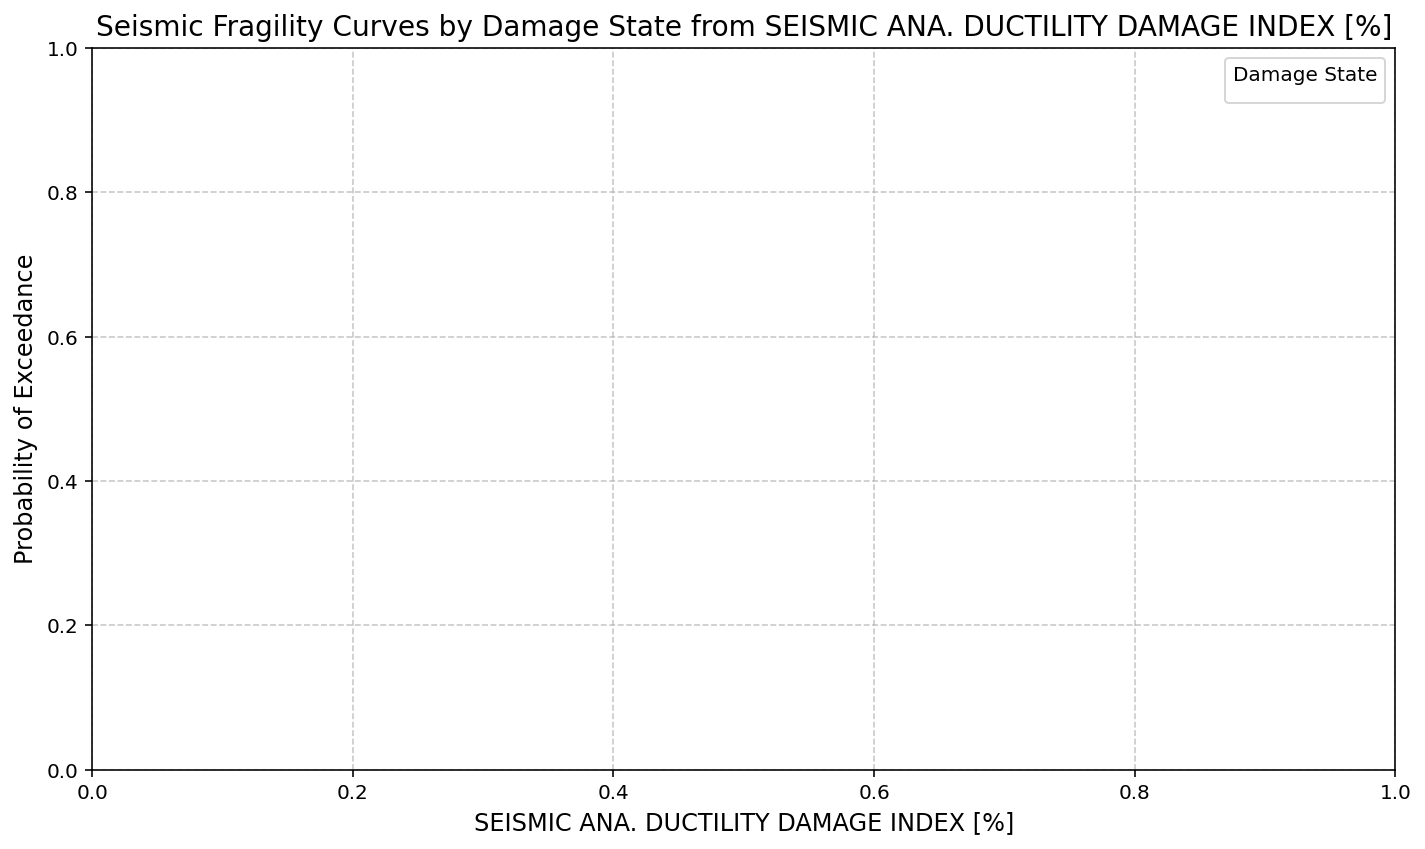 Seismic Fragility Curves by Damage State from SEISMIC ANA. DUCTILITY DAMAGE INDEX [%]
Damage State
Probability of Exceedance
1.0
0.8
0.6
0.4
0.2
0.0
0.0 0.2 0.4 0.6 0.8 1.0
SEISMIC ANA. DUCTILITY DAMAGE INDEX [%]